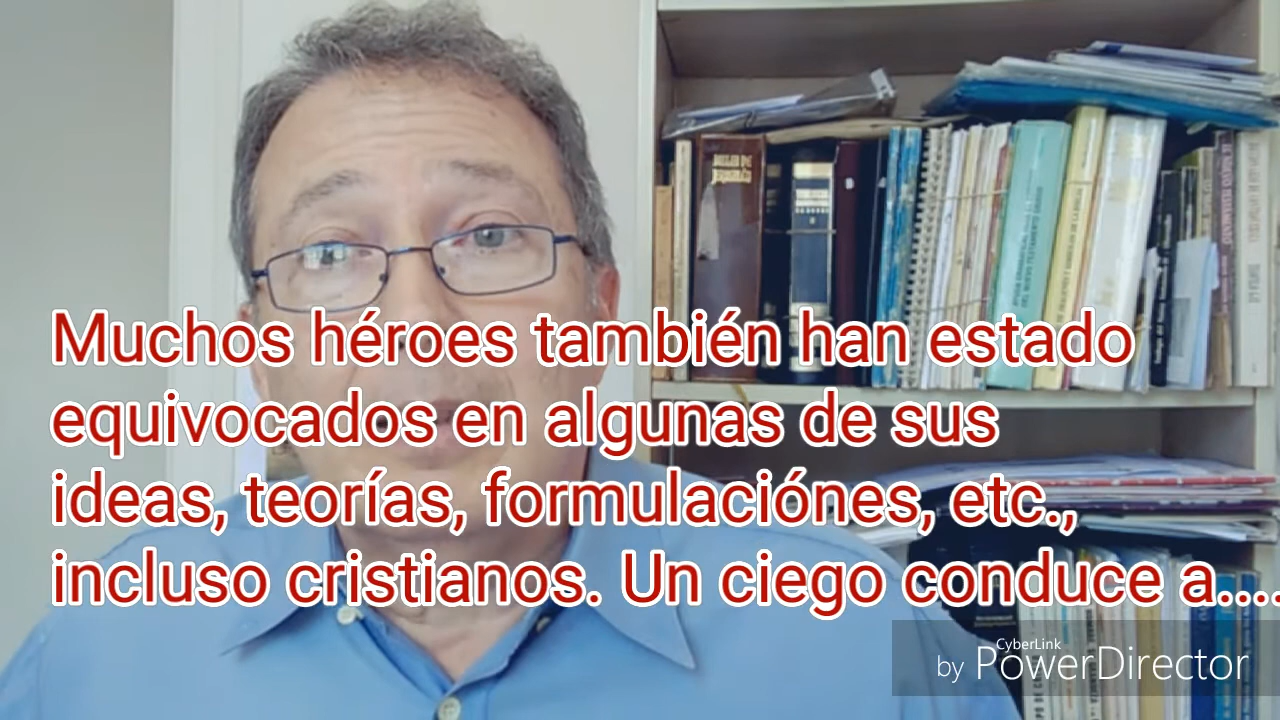 Muchos héroes también han estado
equivocados en algunas de sus
ideas, teorías, formulaciónes, etc.,
incluso cristianos. Un ciego conduce a....
CyberLink
by PowerDirector